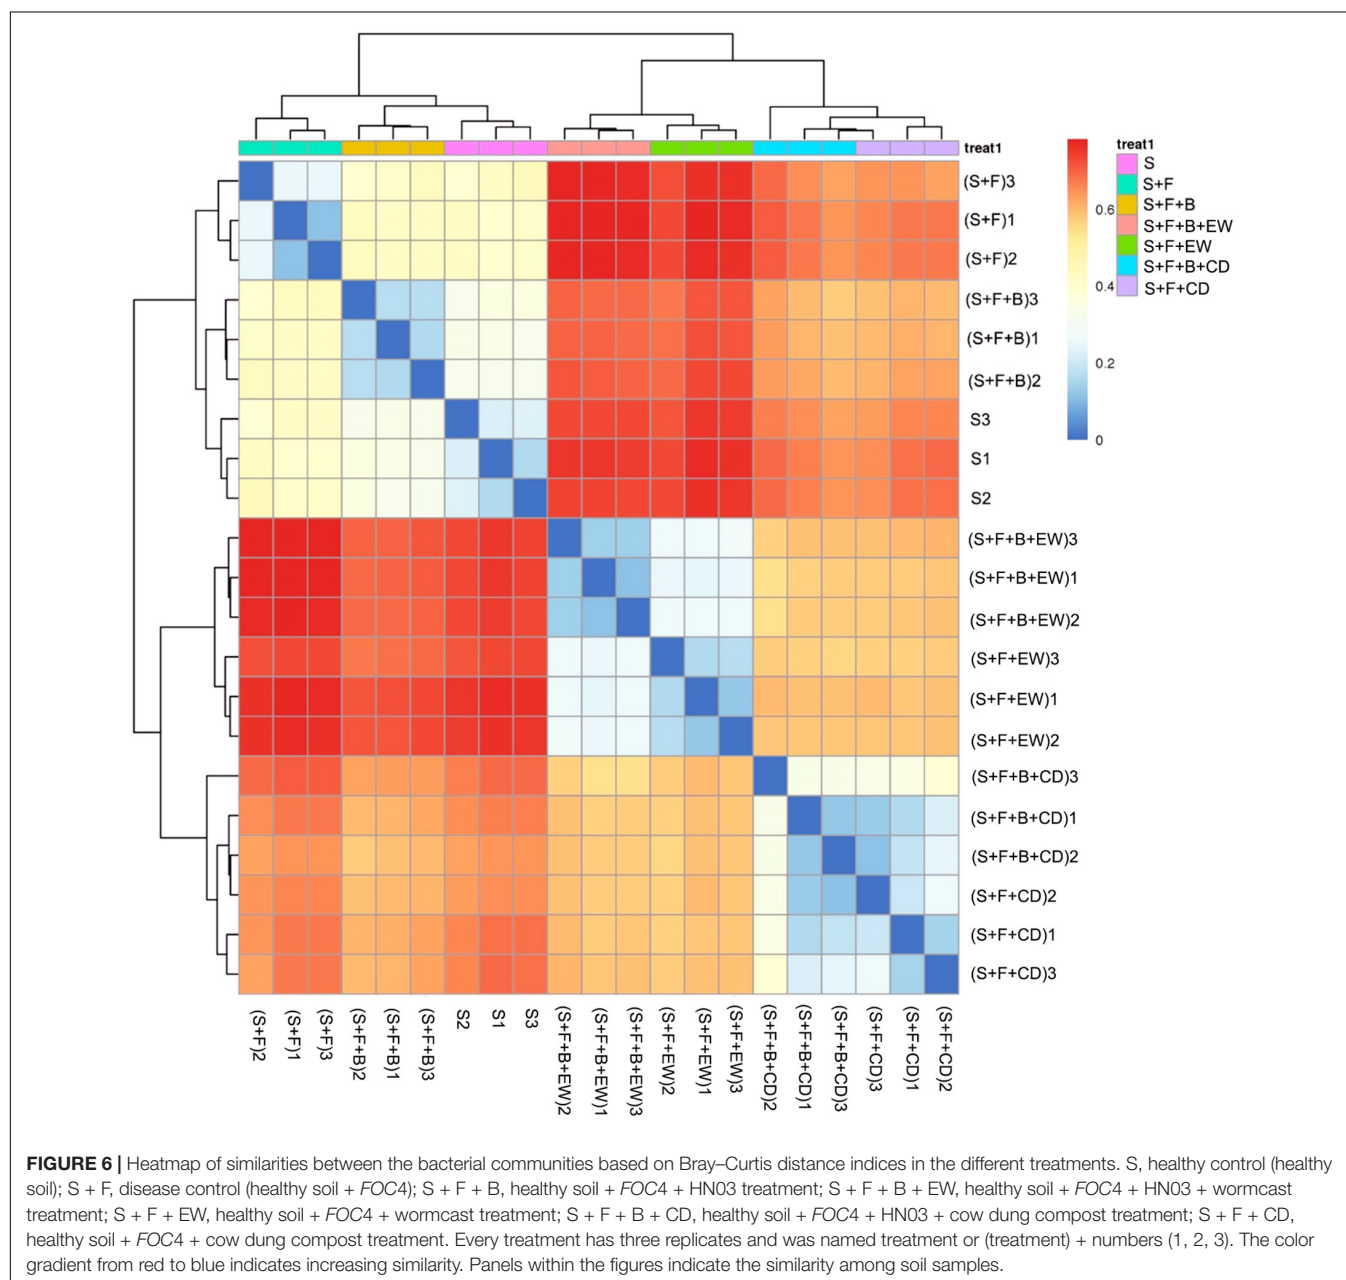 treat1
(S+F)3
(S+F)1
(S+F)2
(S+F+B)3
(S+F+B)1
(S+F+B)2
S3
S1
S2
(S+F+B+EW)3
(S+F+B+EW)1
(S+F+B+EW)2
(S+F+EW)3
(S+F+EW)1
(S+F+EW)2
(S+F+B+CD)3
(S+F+B+CD)1
(S+F+B+CD)2
(S+F+CD)2
(S+F+CD)1
(S+F+CD)3
0.6
0.4
0.2
0
treat1
S
S+F
S+F+B
S+F+B+EW
S+F+EW
S+F+B+CD
S+F+CD
(S+F)2
(S+F)1
(S+F)3
(S+F+B)2
(S+F+B)1
(S+F+B)3
S2
S1
S3
(S+F+B+EW)2
(S+F+B+EW)1
(S+F+B+EW)3
(S+F+EW)2
(S+F+EW)1
(S+F+EW)3
(S+F+B+CD)2
(S+F+B+CD)1
(S+F+B+CD)3
(S+F+CD)3
(S+F+CD)1
(S+F+CD)2
FIGURE 6 | Heatmap of similarities between the bacterial communities based on Bray–Curtis distance indices in the different treatments. S, healthy control (healthy
soil); S + F, disease control (healthy soil + FOC4); S + F + B, healthy soil + FOC4 + HN03 treatment; S + F + B + EW, healthy soil + FOC4 + HN03 + wormcast
treatment; S + F + EW, healthy soil + FOC4 + wormcast treatment; S + F + B + CD, healthy soil + FOC4 + HN03 + cow dung compost treatment; S + F + CD,
healthy soil + FOC4 + cow dung compost treatment. Every treatment has three replicates and was named treatment or (treatment) + numbers (1, 2, 3). The color
gradient from red to blue indicates increasing similarity. Panels within the figures indicate the similarity among soil samples.